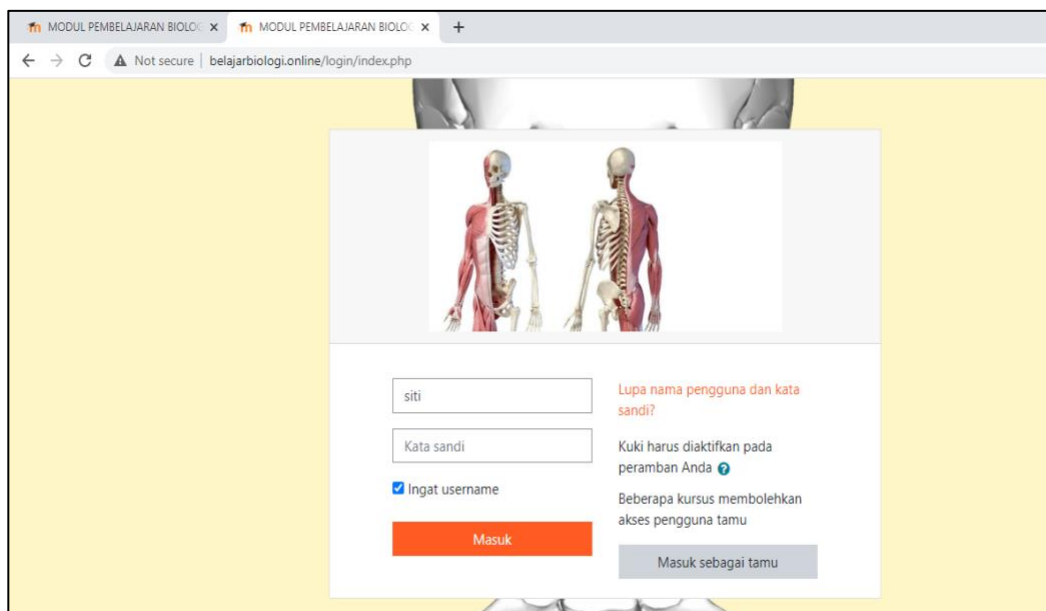 MODUL PEMBELAJARAN BIOLOG
MODUL PEMBELAJARAN BIOLOG
Not secure | belajarbiologi.online/login/index.php
siti
Lupa nama pengguna dan kata
sandi?
Kata sandi
Kuki harus diaktifkan pada
peramban Anda
Ingat username
Beberapa kursus membolehkan
akses pengguna tamu
Masuk
Masuk sebagai tamu